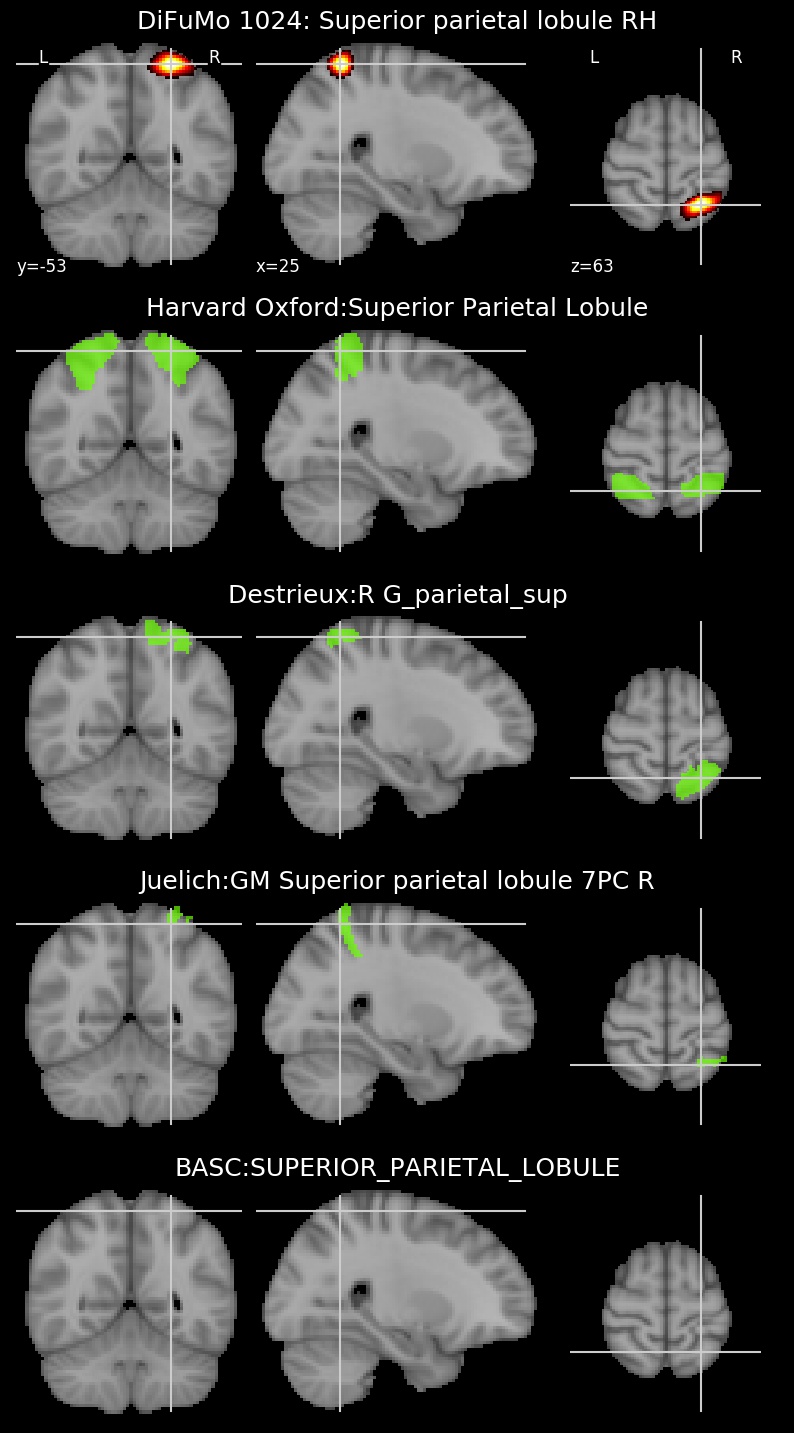 DiFuMo 1024: Superior parietal lobule RH
L R L R
y=-53 x=25 z=63
Harvard Oxford:Superior Parietal Lobule
Destrieux:R G_parietal_sup
Juelich:GM Superior parietal lobule 7PC R
BASC:SUPERIOR_PARIETAL_LOBULE